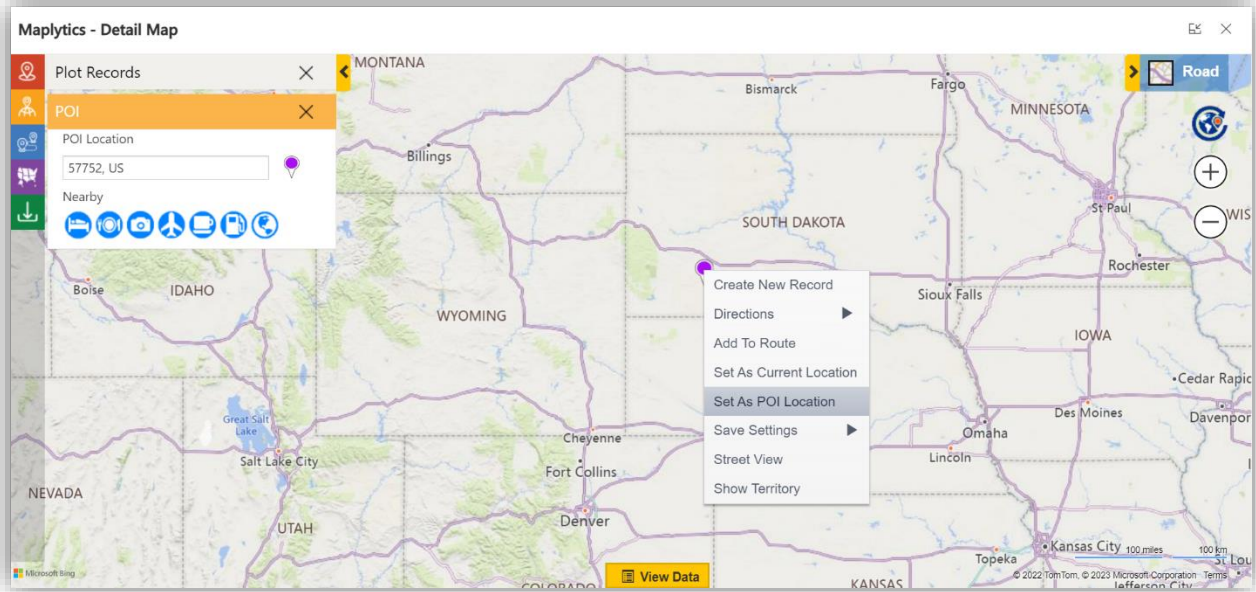 Maplytics - Detail Map
Plot Records
POI
POI Location
57752, US
Nearby
Road
MONTANA
Bismarck
Fargo
MINNESOTA
Billings
St Paul
WIS
SOUTH DAKOTA
Rochester
Boise
IDAHO
WYOMING
Sioux Falls
IOWA
Create New Record
Directions
Add To Route
Set As Current Location
Set As POI Location
Save Settings
Street View
Show Territory
Cedar Rapic
Great Salt
Lake
Des Moines
Davenpor
Cheyenne
Omaha
Salt Lake City
Fort Collins
Lincoln
NEVADA
UTAH
Denver
Kansas City
100 miles
100 km
Topeka
St Lou
Microsoft Bing
COLORADO
View Data
KANSAS
© 2022 TomTom, © 2023 Microsoft Corporation Terms
Jefferson City